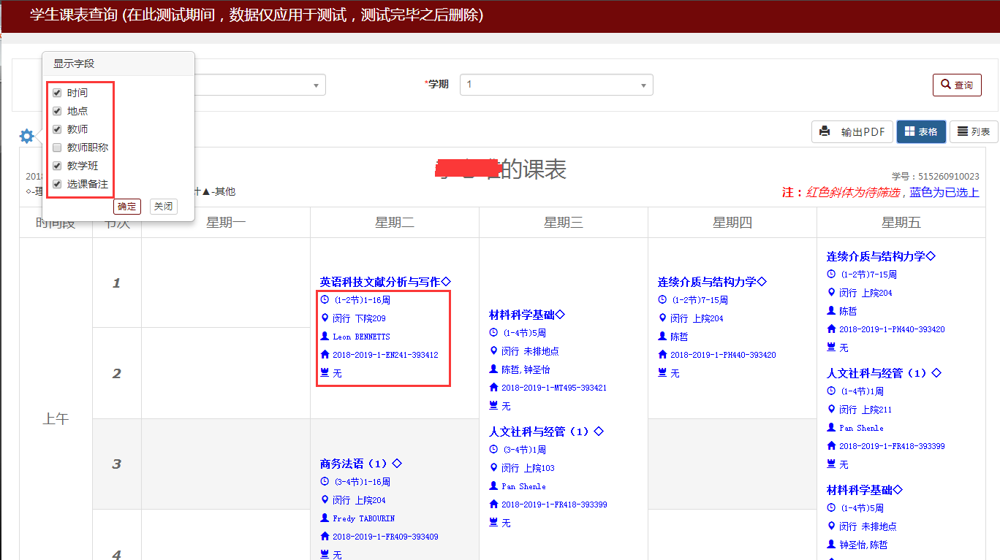 学生课表查询 (在此测试期间，数据仅应用于测试，测试完毕之后删除)
显示字段
时间
地点
教师
教师职称
教学班
选课备注
确定 关闭
*学期 1
查询
输出PDF 表格 列表
的课表
学号：515260910023
▲-其他
注：红色斜体为待筛选，蓝色为已选上
时间段 节次 星期一 星期二 星期三 星期四 星期五
上午
1
2
3
4
英语科技文献分析与写作◇
(1-2节)1-16周
闵行 下院209
Leon BENNETTS
2018-2019-1-EN241-393412
无
商务法语（1）◇
(3-4节)1-16周
闵行 上院204
Fredy TABOURIN
2018-2019-1-FR409-393409
无
材料科学基础◇
(1-4节)5周
闵行 未排地点
陈哲,钟圣怡
2018-2019-1-MT495-393421
无
人文社科与经管（1）◇
(3-4节)1周
闵行 上院103
Pan Shenle
2018-2019-1-FR418-393399
无
连续介质与结构力学◇
(1-2节)7-15周
闵行 上院204
陈哲
2018-2019-1-PH440-393420
无
连续介质与结构力学◇
(1-2节)7-15周
闵行 上院204
陈哲
2018-2019-1-PH440-393420
无
人文社科与经管（1）◇
(1-4节)1周
闵行 上院211
Pan Shenle
2018-2019-1-FR418-393399
无
材料科学基础◇
(1-4节)5周
闵行 未排地点
钟圣怡,陈哲